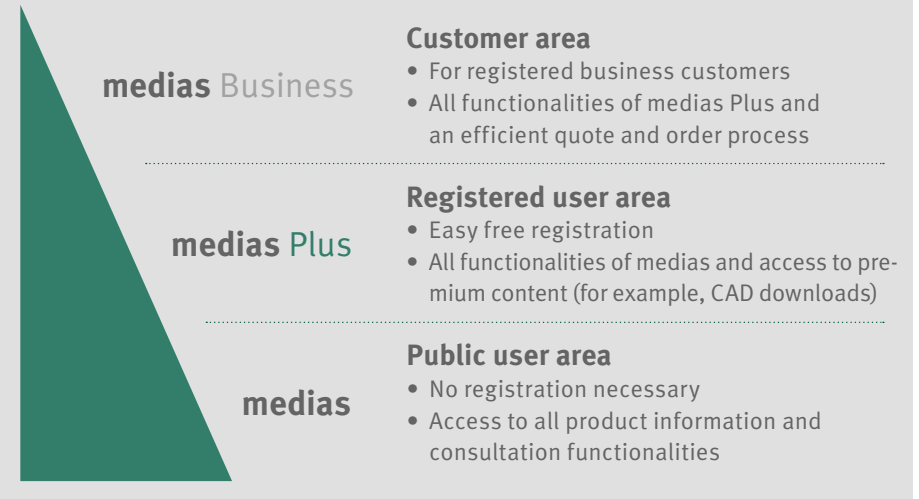 medias Business
Customer area
• For registered business customers
• All functionalities of medias Plus and
an efficient quote and order process
medias Plus
Registered user area
• Easy free registration
• All functionalities of medias and access to pre-
mium content (for example, CAD downloads)
medias
Public user area
• No registration necessary
• Access to all product information and
consultation functionalities